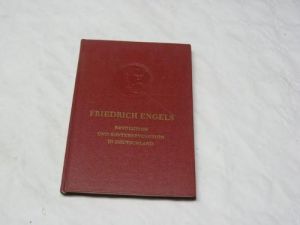 FRIEDRICH ENGELS
REVOLUTION
UND KONTERREVOLUTION
IN DEUTSCHLAND